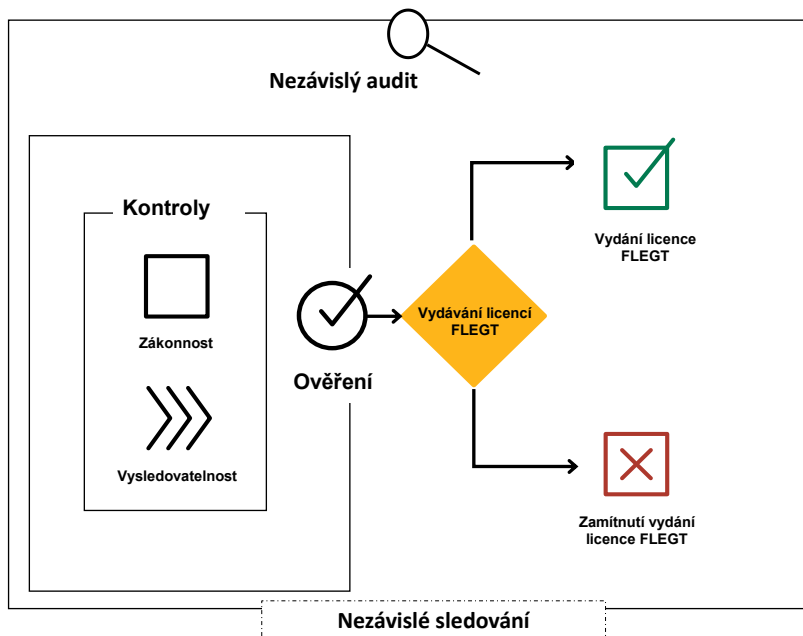 Nezávislý audit
Kontroly
Zákonnost
Vysledovatelnost
Ověření
Vydávání licencí
FLEGT
Vydání licence
FLEGT
Zamítnutí vydání
licence FLEGT
Nezávislé sledování